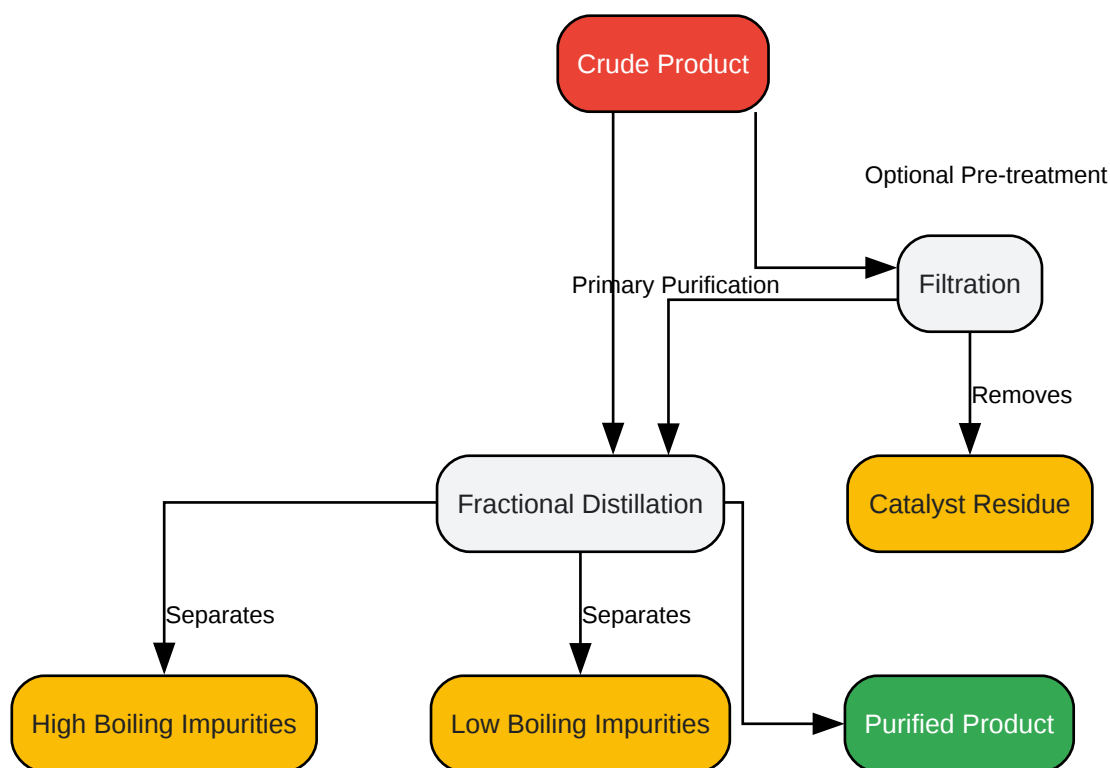 Crude Product
Optional Pre-treatment
Primary Purification
Filtration
Removes
Fractional Distillation
Catalyst Residue
Separates
Separates
High Boiling Impurities
Low Boiling Impurities
Purified Product